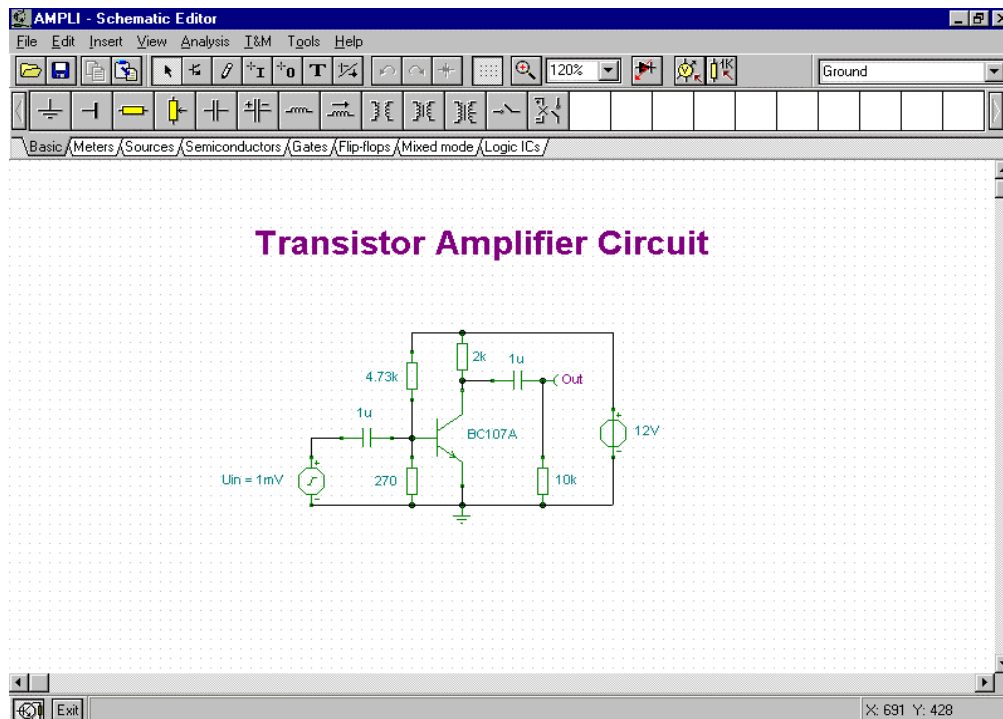 AMPLI - Schematic Editor
File Edit Insert View Analysis T&M Tools Help
120% Ground
Basic Meters Sources Semiconductors Gates Flip-flops Mixed mode Logic ICs
Transistor Amplifier Circuit
2k
1u
4.73k
Out
1u
BC107A
12V
Uin = 1mV
270
10k
Exit
X: 691 Y: 428